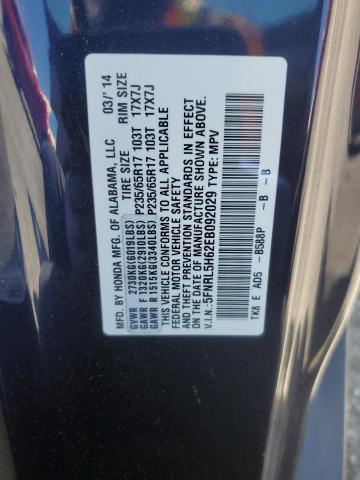 MFG. BY HONDA MFG. OF ALABAMA, LLC 03/'14
TIRE SIZE RIM SIZE
GVWR 2730KG(6019LBS)
GAWR F 1320KG(2910LBS) P235/65R17 103T 17X7J
GAWR R 1515KG(3340LBS) P235/65R17 103T 17X7J
THIS VEHICLE CONFORMS TO ALL APPLICABLE
FEDERAL MOTOR VEHICLE SAFETY
AND THEFT PREVENTION STANDARDS IN EFFECT
ON THE DATE OF MANUFACTURE SHOWN ABOVE.
V.I.N.:5FNRL5H62EB092029 TYPE: MPV
TK8 E AD5 -B588P -B -B